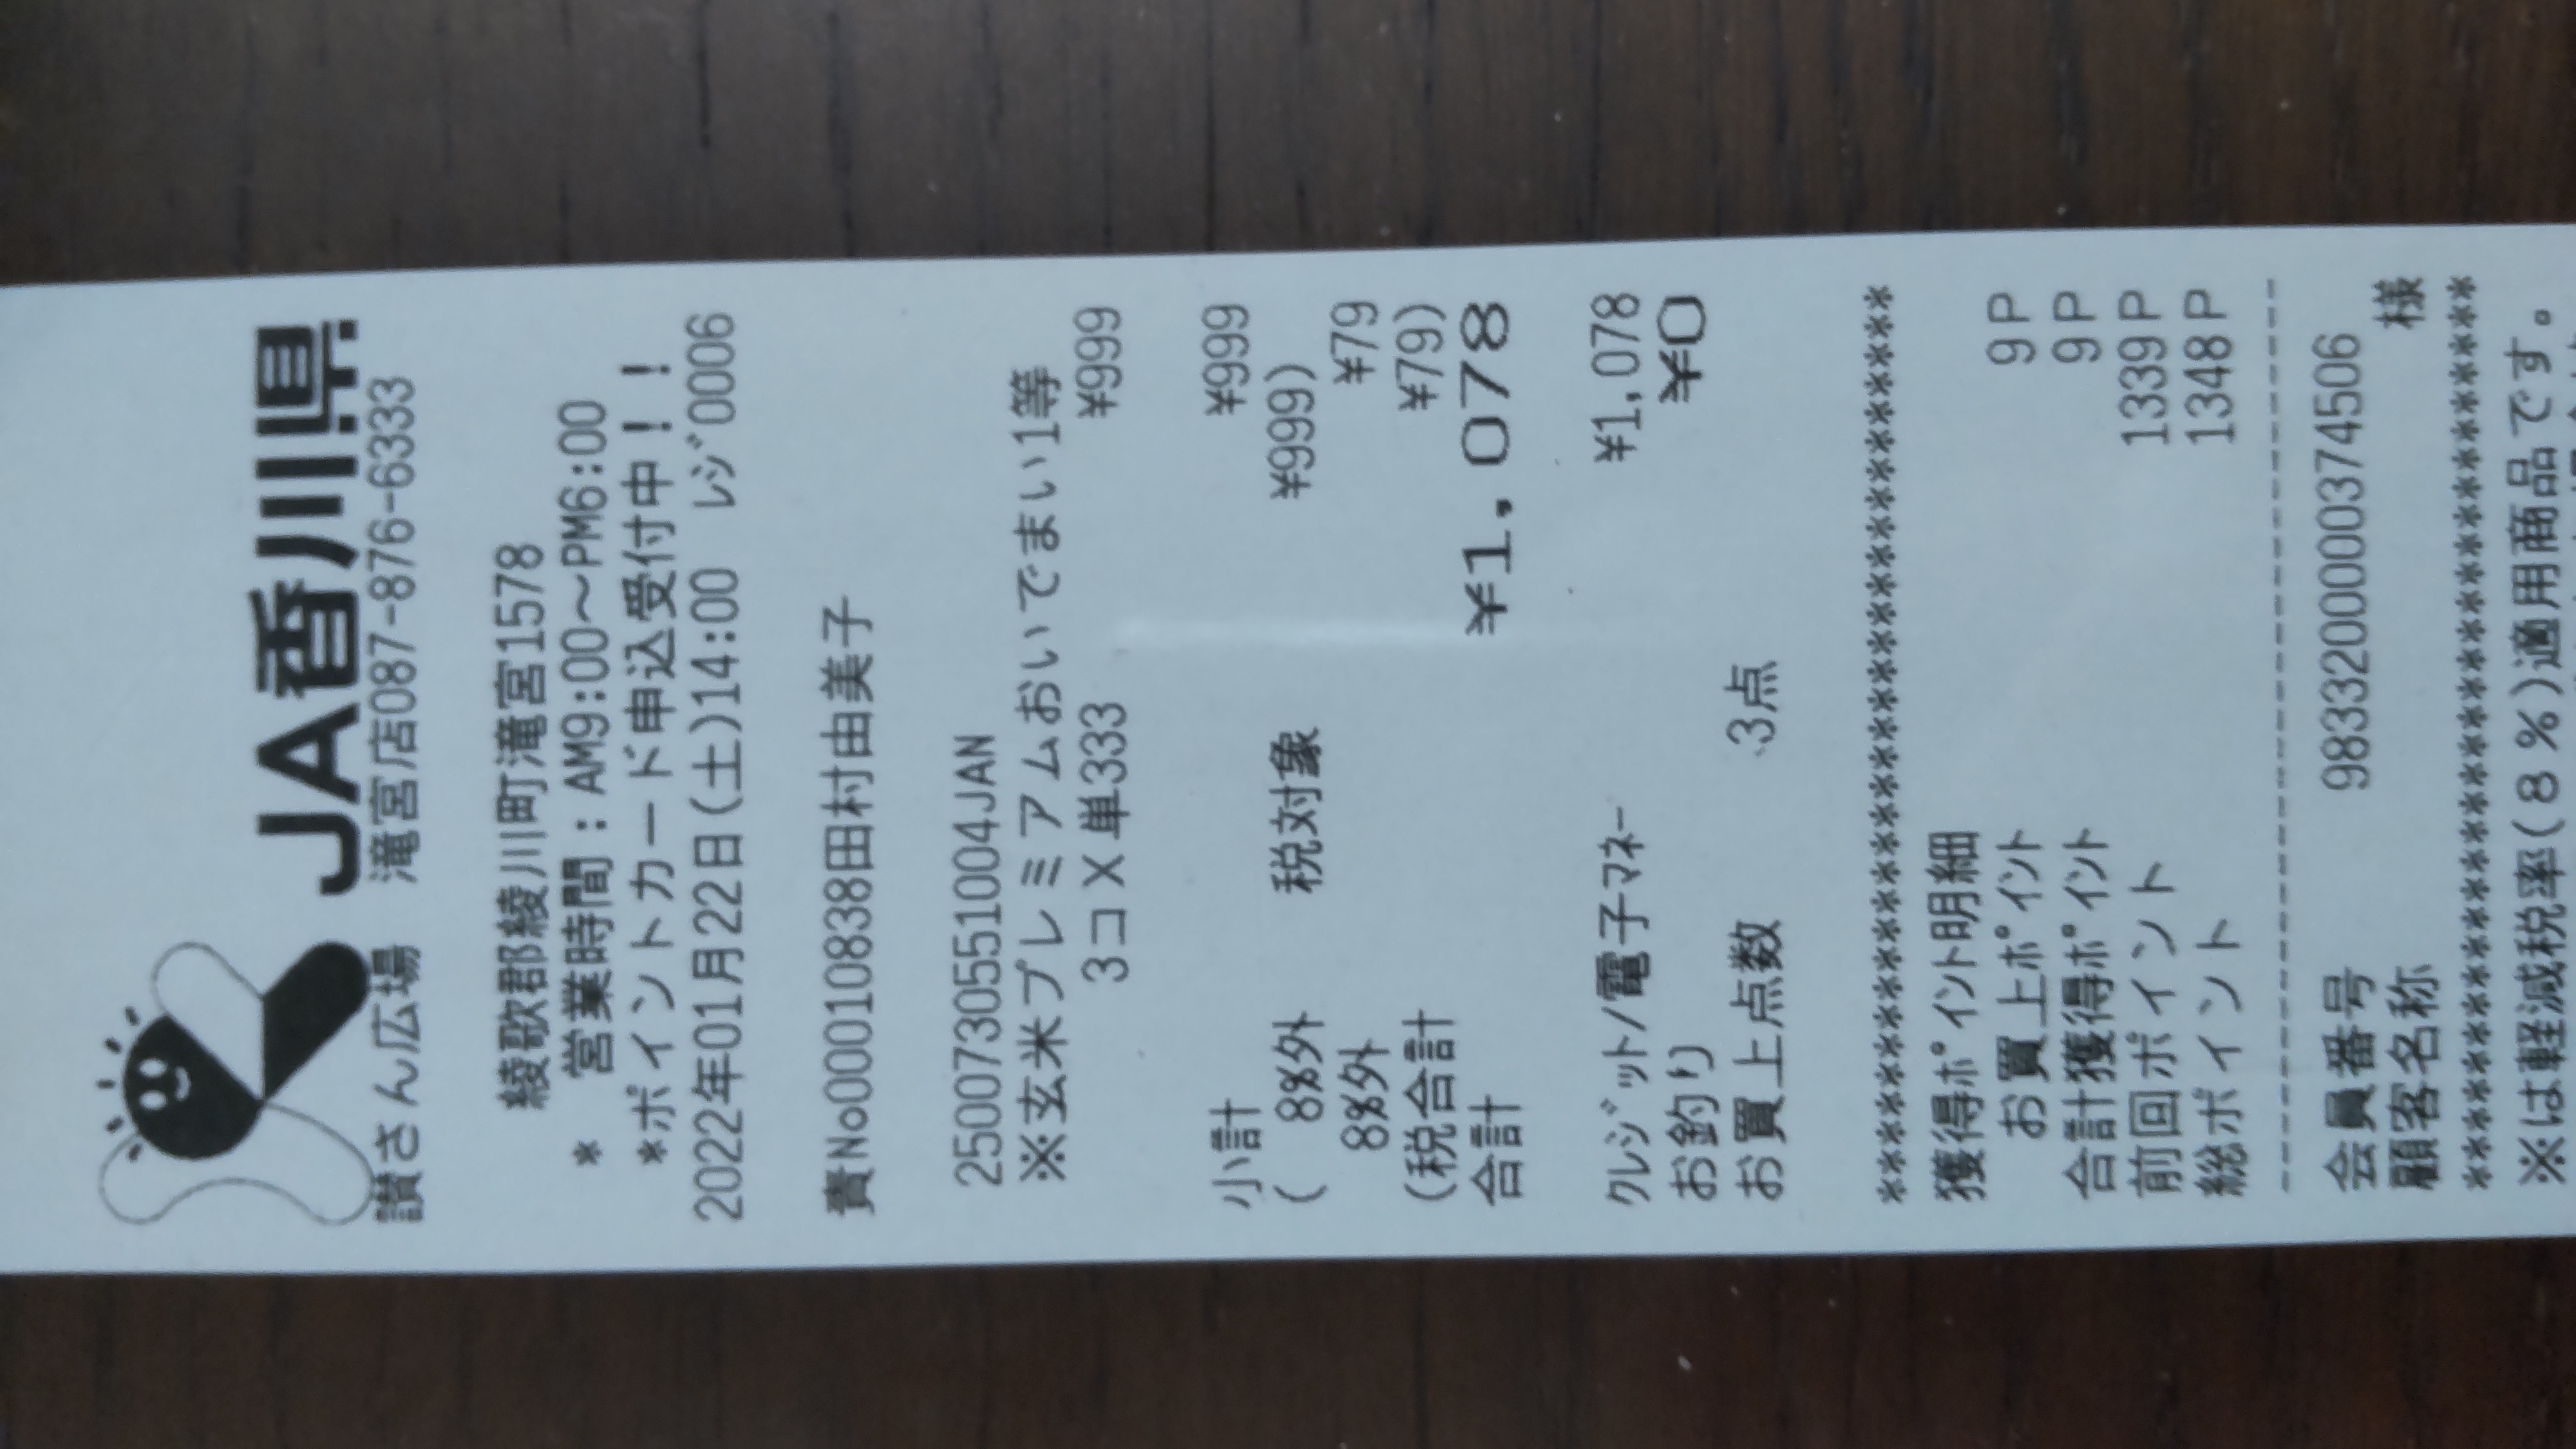 JA香川県
讃さん広場 滝宮店087-876-6333
綾歌郡綾川町滝宮1578
* 営業時間：AM9:00～PM6:00
*ポイントカード申込受付中！！
2022年01月22日(土)14:00 ﾚｼﾞ0006
責No00010838田村由美子
2500730551004JAN
※玄米プレミアムおいでまい1等
3コX単333 ¥999
小計 ¥999
( 8%外 税対象 ¥999)
8%外 ¥79
(税合計 ¥79)
合計 ¥1,078
ｸﾚｼﾞｯﾄ/電子ﾏﾈｰ ¥1,078
お釣り ¥0
お買上点数 3点
********************************
獲得ﾎﾟｲﾝﾄ明細
お買上ﾎﾟｲﾝﾄ 9P
合計獲得ﾎﾟｲﾝﾄ 9P
前回ポイント 1339P
総ポイント 1348P
--------------------------------
会員番号 9833200000374506
顧客名称 様
********************************
※は軽減税率(8%)適用商品です。